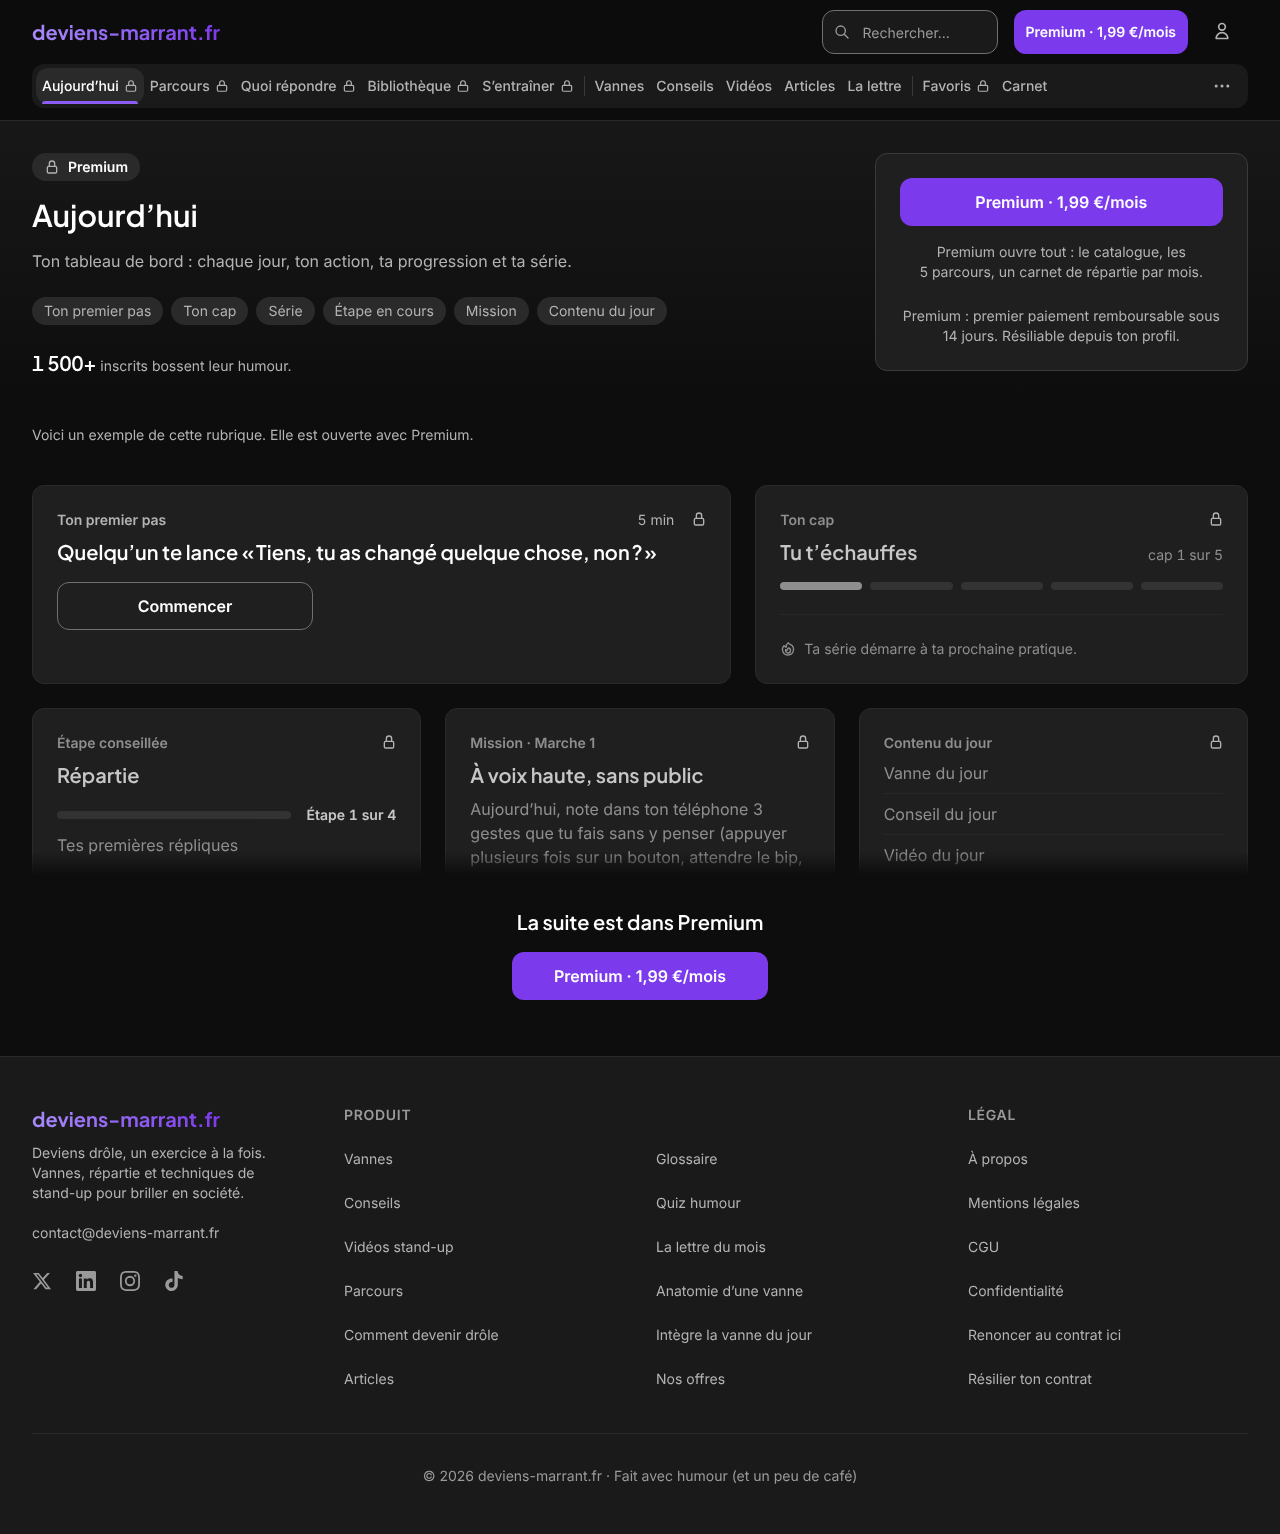 deviens-marrant.fr
Rechercher...
Premium · 1,99 €/mois
Aujourd’hui
Parcours
Quoi répondre
Bibliothèque
S’entraîner
Vannes
Conseils
Vidéos
Articles
La lettre
Favoris
Carnet
Premium
Aujourd’hui
Ton tableau de bord : chaque jour, ton action, ta progression et ta série.
Ton premier pas
Ton cap
Série
Étape en cours
Mission
Contenu du jour
1 500+ inscrits bossent leur humour.
Premium · 1,99 €/mois
Premium ouvre tout : le catalogue, les
5 parcours, un carnet de répartie par mois.
Premium : premier paiement remboursable sous
14 jours. Résiliable depuis ton profil.
Voici un exemple de cette rubrique. Elle est ouverte avec Premium.
Ton premier pas
5 min
Quelqu’un te lance « Tiens, tu as changé quelque chose, non ? »
Commencer
Ton cap
Tu t’échauffes
cap 1 sur 5
Ta série démarre à ta prochaine pratique.
Étape conseillée
Répartie
Étape 1 sur 4
Tes premières répliques
Mission · Marche 1
À voix haute, sans public
Aujourd’hui, note dans ton téléphone 3
gestes que tu fais sans y penser (appuyer
plusieurs fois sur un bouton, attendre le bip,
Contenu du jour
Vanne du jour
Conseil du jour
Vidéo du jour
La suite est dans Premium
Premium · 1,99 €/mois
deviens-marrant.fr
Deviens drôle, un exercice à la fois.
Vannes, répartie et techniques de
stand-up pour briller en société.
contact@deviens-marrant.fr
PRODUIT
Vannes
Conseils
Vidéos stand-up
Parcours
Comment devenir drôle
Articles
Glossaire
Quiz humour
La lettre du mois
Anatomie d’une vanne
Intègre la vanne du jour
Nos offres
LÉGAL
À propos
Mentions légales
CGU
Confidentialité
Renoncer au contrat ici
Résilier ton contrat
© 2026 deviens-marrant.fr · Fait avec humour (et un peu de café)